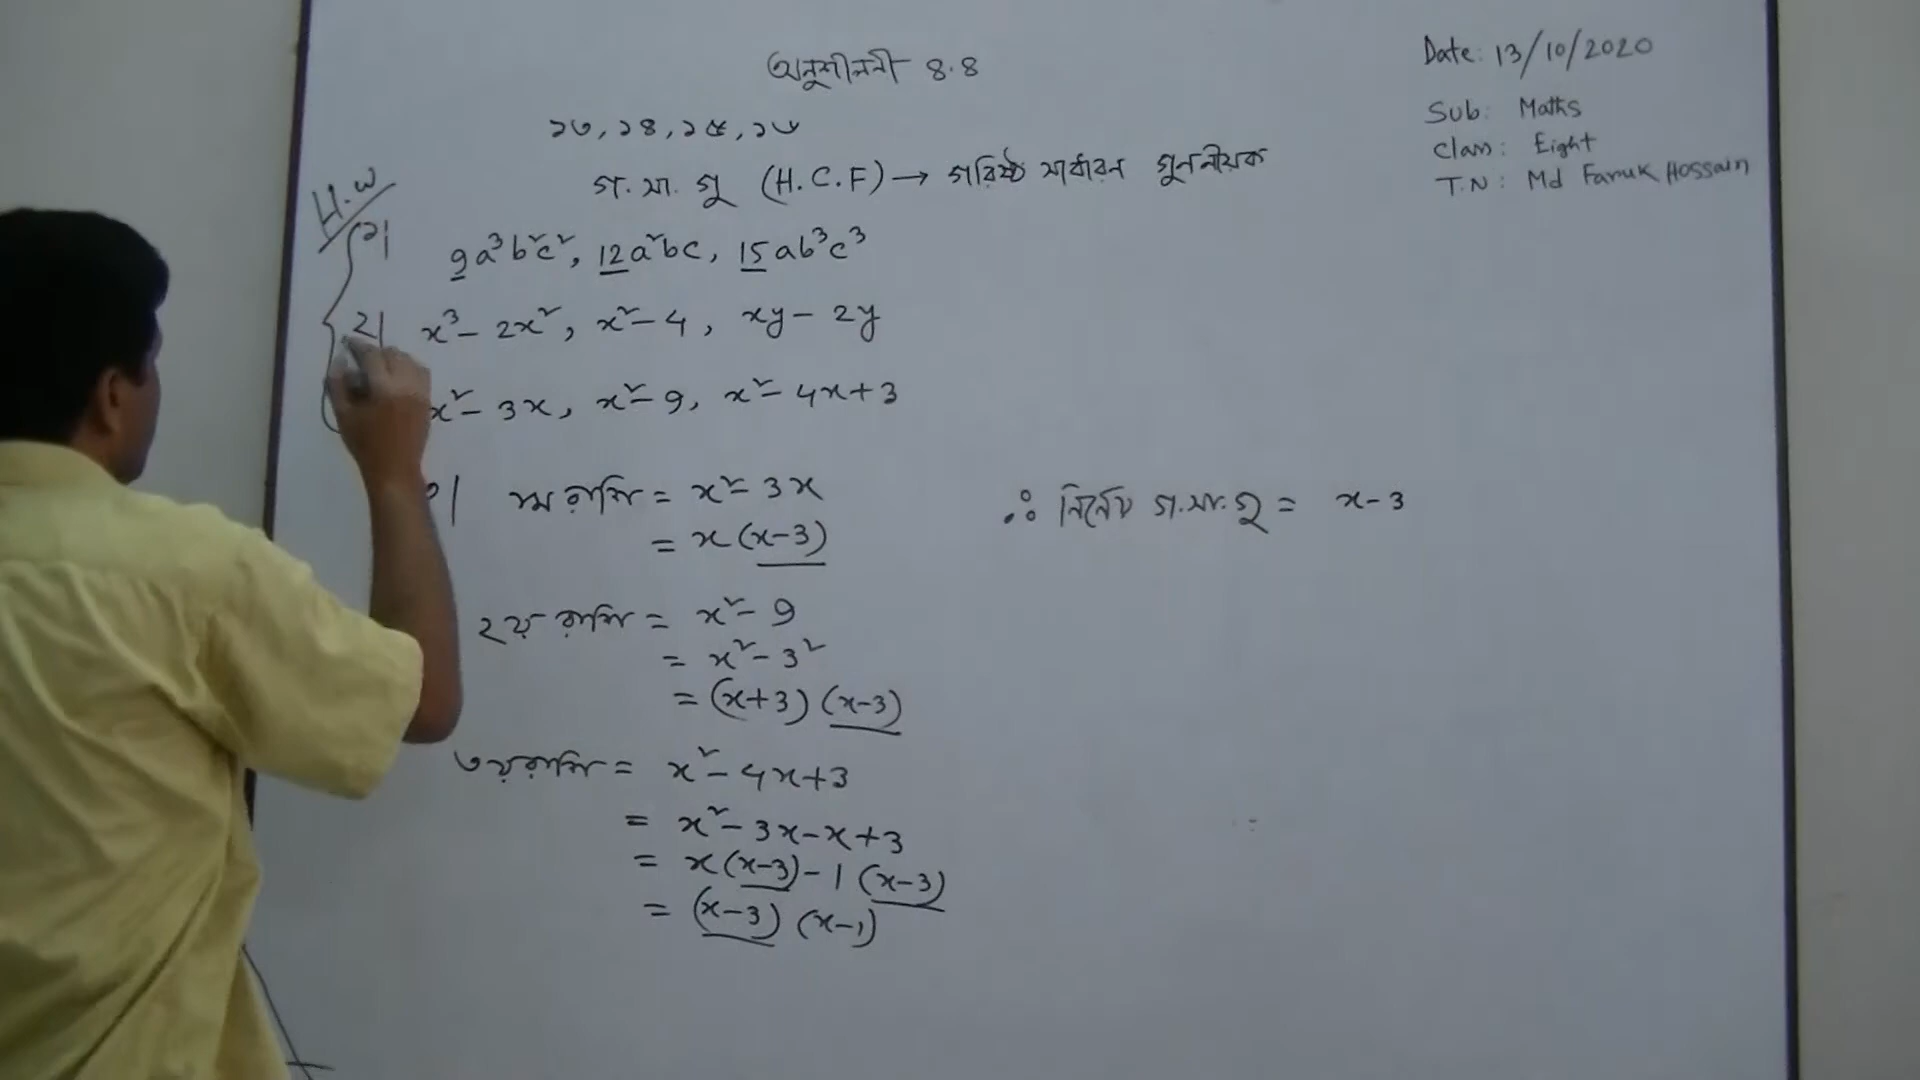 অনুশীলনী ৪.৪
Date: 13/10/2020
Sub: Maths
Class: Eight
T.N: Md Faruk Hossain
১৩, ১৪, ১৫, ১৬
গ. সা. গু (H.C.F) → গরিষ্ঠ সাধারন গুননীয়ক
H.W
১| 9a³b²c², 12a²bc, 15ab³c³
২| x³- 2x², x²- 4, xy- 2y
x²- 3x, x²- 9, x²- 4x+3
৩| ১ম রাশি = x²- 3x
= x (x-3)
২য় রাশি = x²- 9
= x²- 3²
= (x+3) (x-3)
৩য় রাশি = x²- 4x+3
= x²- 3x-x+3
= x(x-3)- 1(x-3)
= (x-3) (x-1)
∴ নির্ণেয় গ.সা.গু = x-3